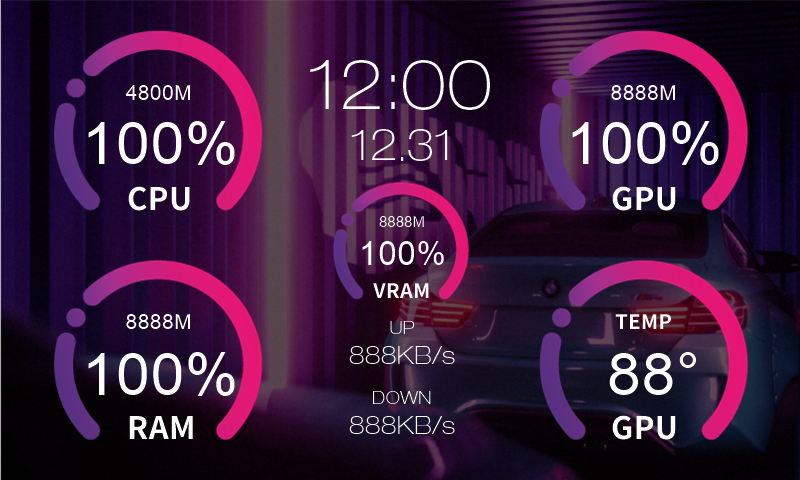 4800M
100%
CPU
12:00
12.31
8888M
100%
GPU
8888M
100%
VRAM
8888M
100%
RAM
UP
888KB/s
DOWN
888KB/s
TEMP
88°
GPU